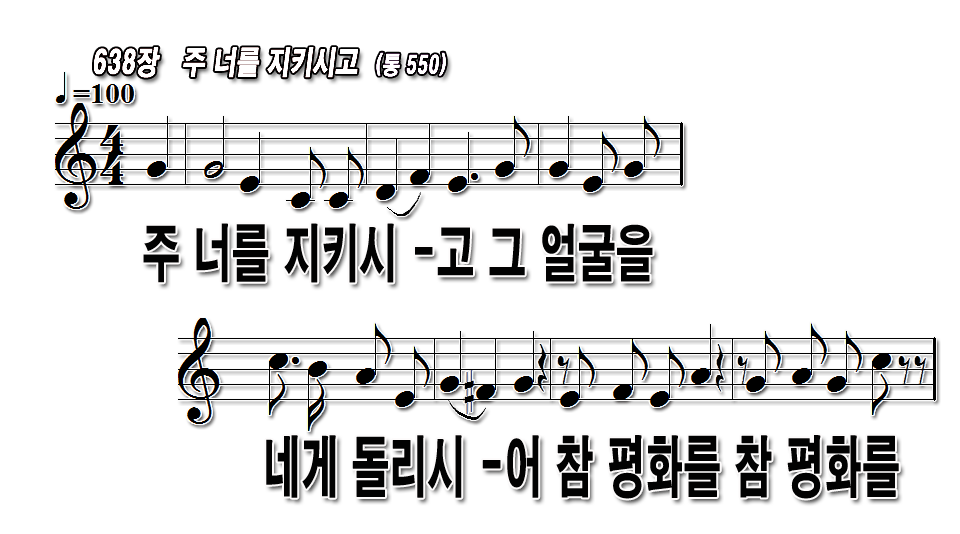 638장 주 너를 지키시고 (통 550)
♩=100
주 너를 지키시 -고 그 얼굴을
네게 돌리시 -어 참 평화를 참 평화를